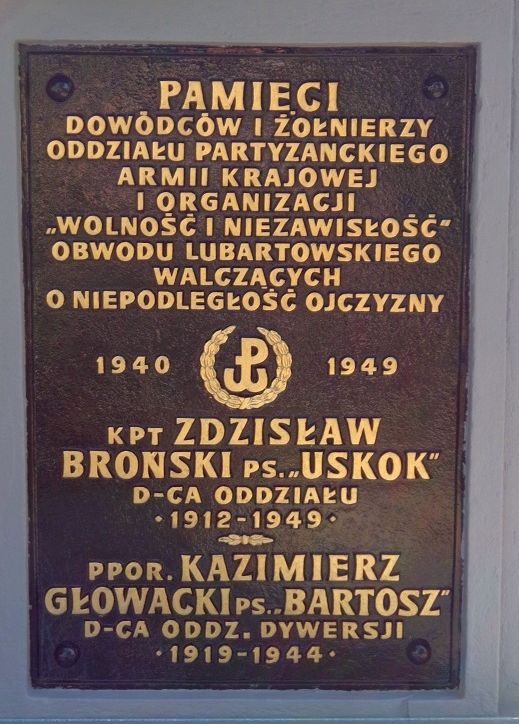 PAMIĘCI
DOWÓDCÓW I ŻOŁNIERZY
ODDZIAŁU PARTYZANCKIEGO
ARMII KRAJOWEJ
I ORGANIZACJI
„WOLNOŚĆ I NIEZAWISŁOŚĆ”
OBWODU LUBARTOWSKIEGO
WALCZĄCYCH
O NIEPODLEGŁOŚĆ OJCZYZNY
1940 PW 1949
KPT ZDZISŁAW
BROŃSKI PS. „USKOK”
D-CA ODDZIAŁU
·1912-1949·
PPOR. KAZIMIERZ
GŁOWACKI PS. „BARTOSZ”
D-CA ODDZ. DYWERSJI
·1919-1944·